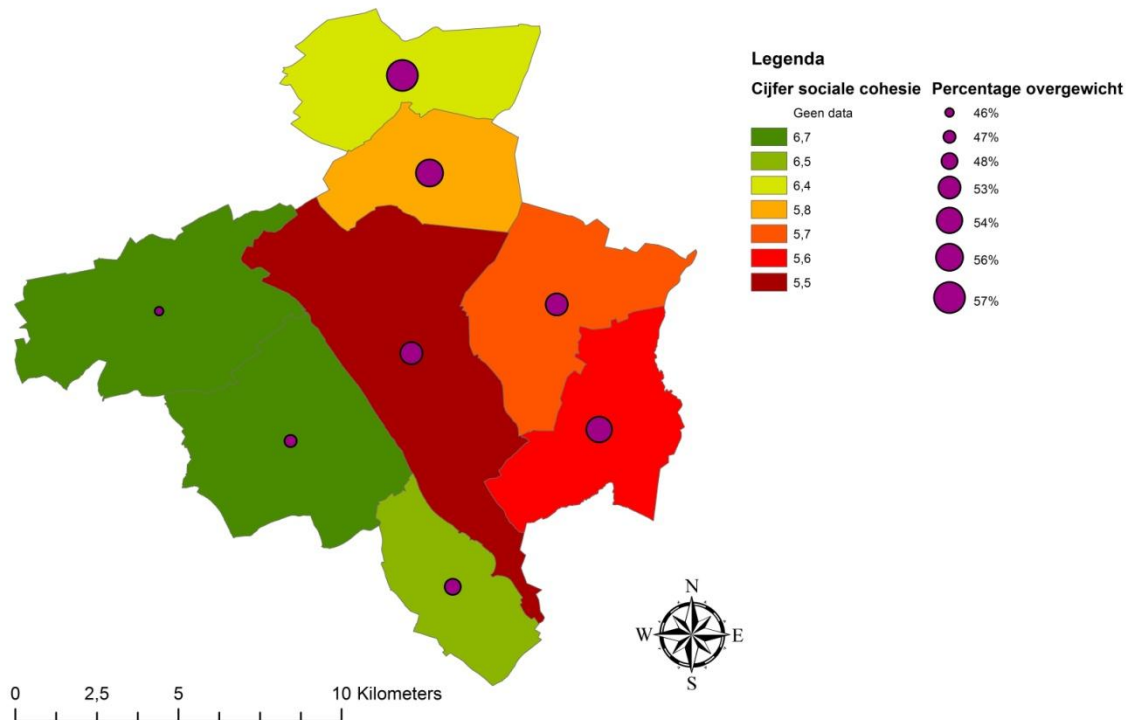 Legenda
Cijfer sociale cohesie
Geen data
6,7
6,5
6,4
5,8
5,7
5,6
5,5
Percentage overgewicht
46%
47%
48%
53%
54%
56%
57%
N
W E
S
0 2,5 5 10 Kilometers